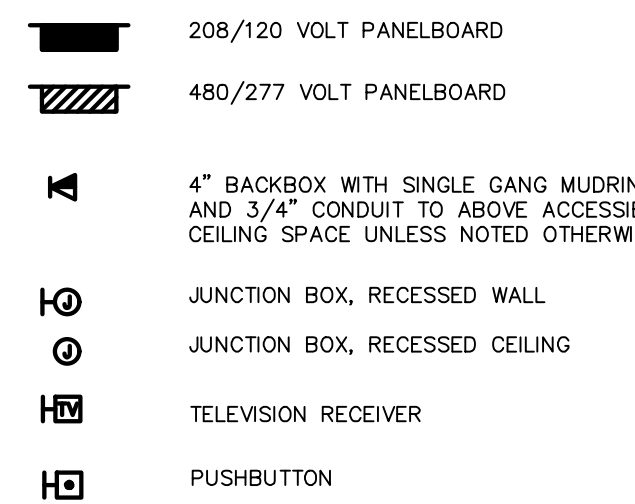 208/120 VOLT PANELBOARD
480/277 VOLT PANELBOARD
4” BACKBOX WITH SINGLE GANG
AND 3/4” CONDUIT TO ABOVE
CEILING SPACE UNLESS NOTED
J JUNCTION BOX, RECESSED WALL
J JUNCTION BOX, RECESSED CEILING
TV TELEVISION RECEIVER
PUSHBUTTON